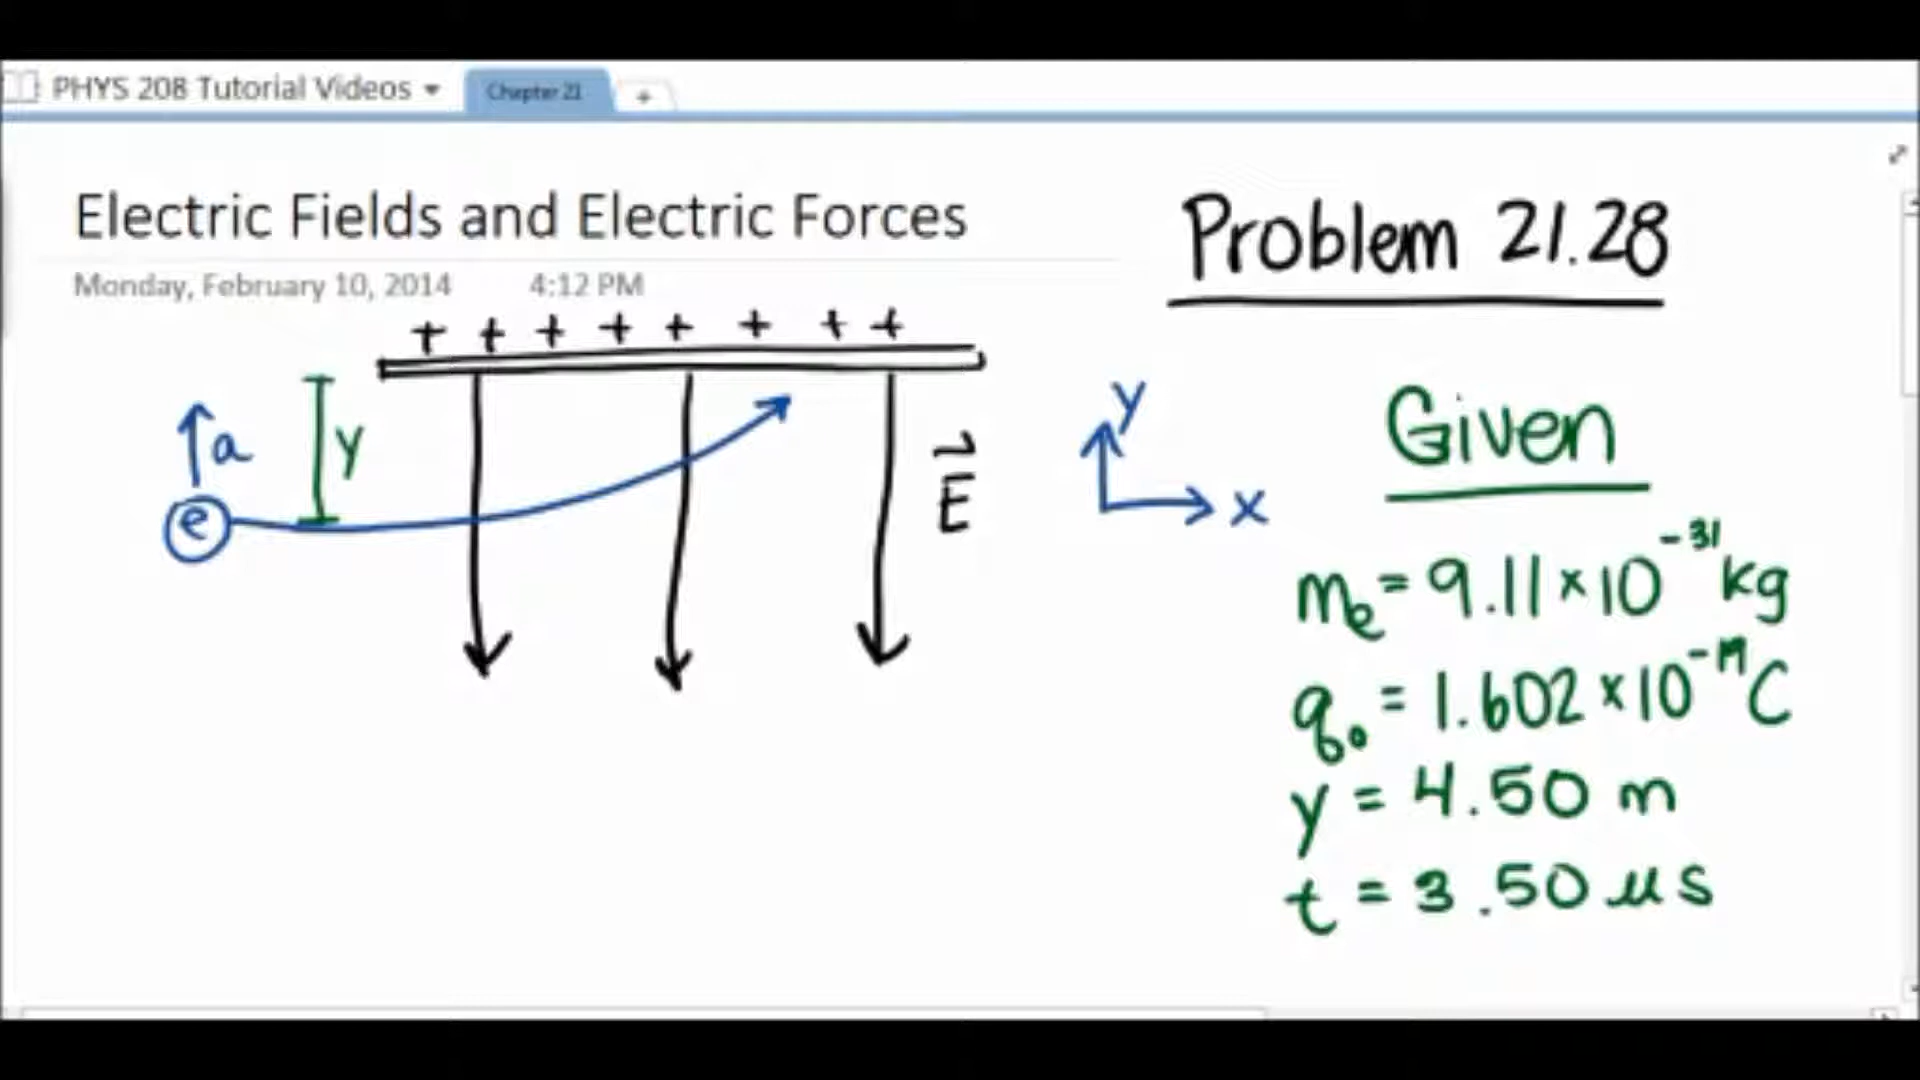 PHYS 208 Tutorial Videos
Chapter 21
+
Electric Fields and Electric Forces
Monday, February 10, 2014 4:12 PM
Problem 21.28
+ + + + + + + +
a
y
e
E
y
x
Given
me = 9.11 × 10^-31 kg
q0 = 1.602 × 10^-19 C
y = 4.50 m
t = 3.50 μs